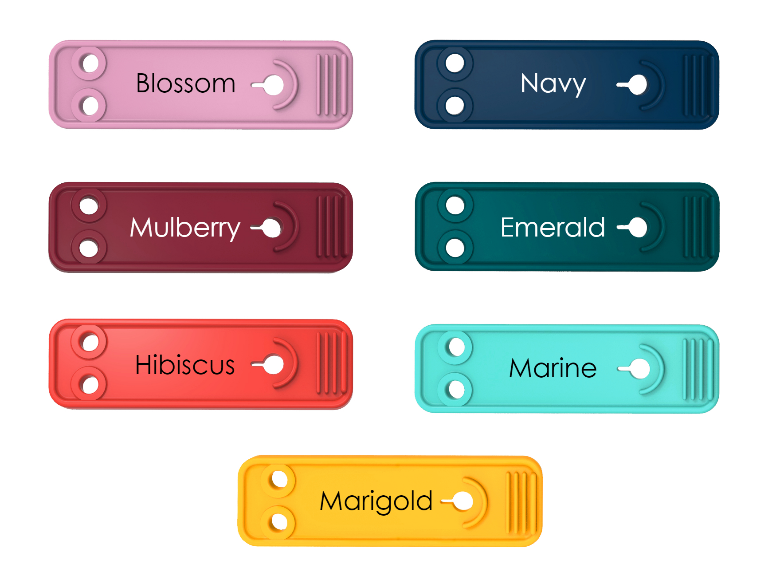 Blossom
Navy
Mulberry
Emerald
Hibiscus
Marine
Marigold